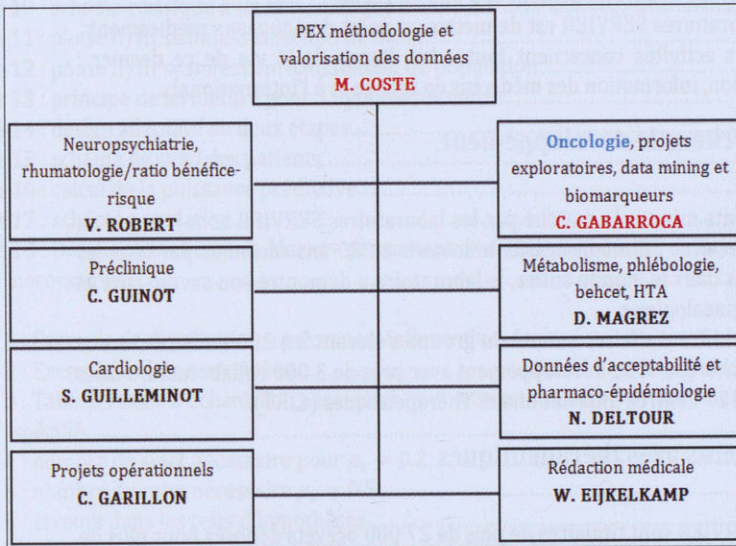 PEX méthodologie et
valorisation des données
M. COSTE
Neuropsychiatrie,
rhumatologie/ratio bénéfice-
risque
V. ROBERT
Oncologie, projets
exploratoires, data mining et
biomarqueurs
C. GABARROCA
Préclinique
C. GUINOT
Métabolisme, phlébologie,
behcet, HTA
D. MAGREZ
Cardiologie
S. GUILLEMINOT
Données d'acceptabilité et
pharmaco-épidémiologie
N. DELTOUR
Projets opérationnels
C. GARILLON
Rédaction médicale
W. EIJKELKAMP